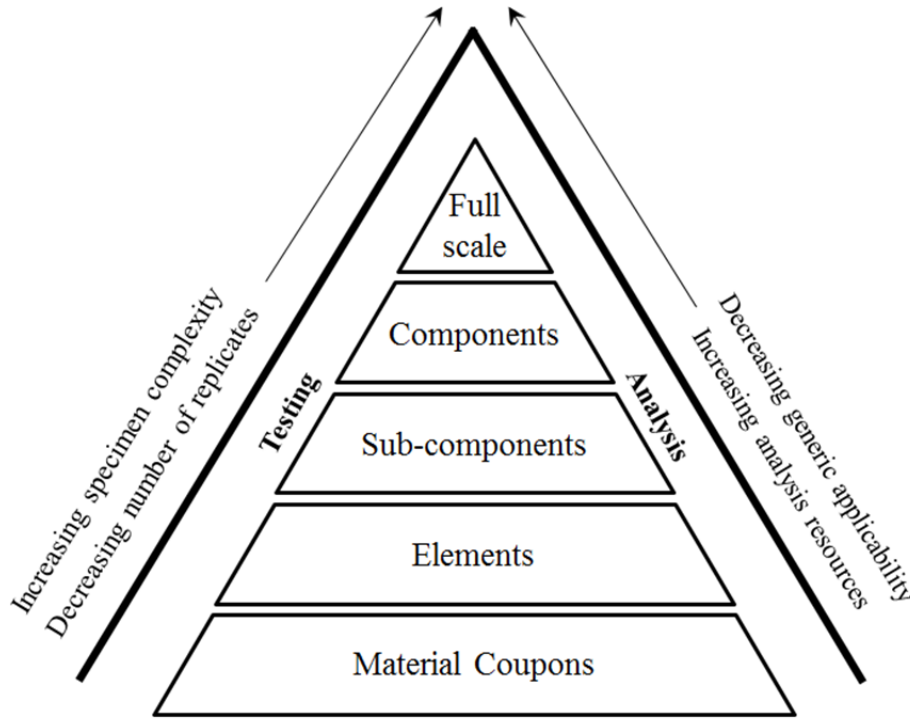 Full
scale
Components
Sub-components
Elements
Material Coupons
Testing
Analysis
Increasing specimen complexity
Decreasing number of replicates
Decreasing generic applicability
Increasing analysis resources